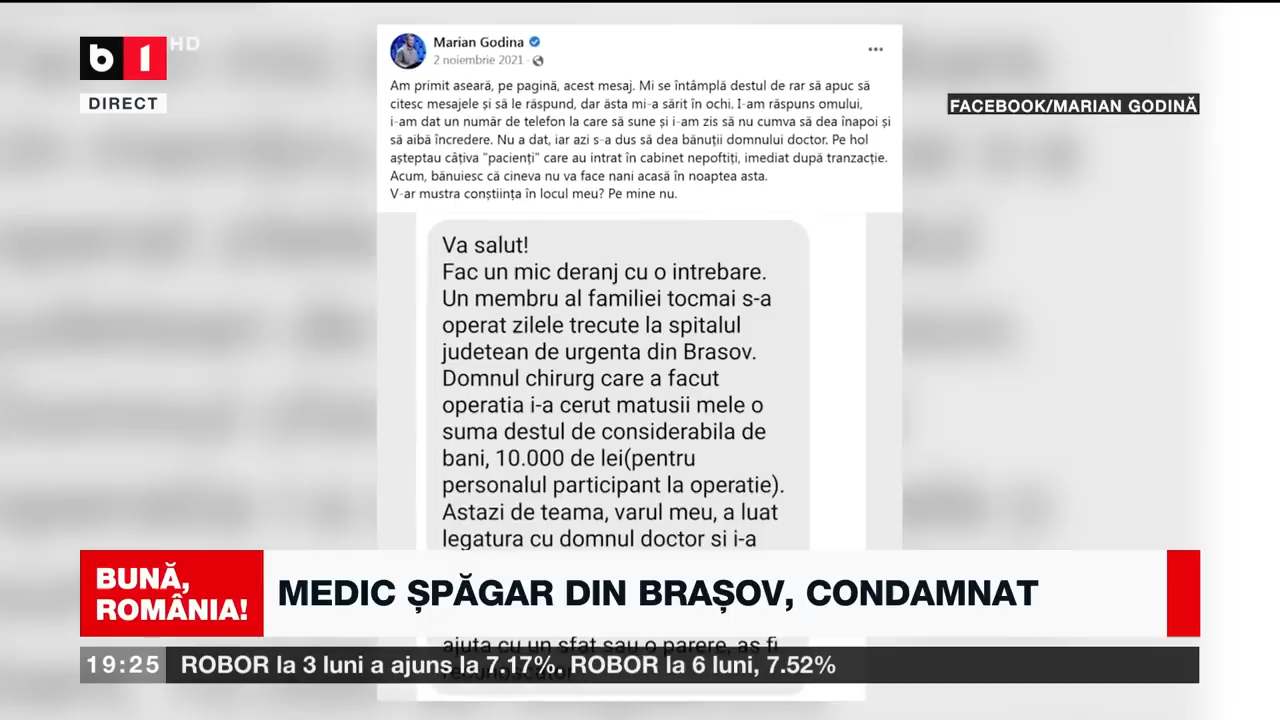 b1 HD
DIRECT
FACEBOOK/MARIAN GODINĂ
Marian Godina
2 noiembrie 2021 ·
Am primit aseară, pe pagină, acest mesaj. Mi se întâmplă destul de rar să apuc să
citesc mesajele și să le răspund, dar ăsta mi-a sărit în ochi. I-am răspuns omului,
i-am dat un număr de telefon la care să sune și i-am zis să nu cumva să dea înapoi și
să aibă încredere. Nu a dat, iar azi s-a dus să dea bănuții domnului doctor. Pe hol
așteptau câțiva "pacienți" care au intrat în cabinet nepoftiți, imediat după tranzacție.
Acum, bănuiesc că cineva nu va face nani acasă în noaptea asta.
V-ar mustra conștiința în locul meu? Pe mine nu.
Va salut!
Fac un mic deranj cu o intrebare.
Un membru al familiei tocmai s-a
operat zilele trecute la spitalul
judetean de urgenta din Brasov.
Domnul chirurg care a facut
operatia i-a cerut matusii mele o
suma destul de considerabila de
bani, 10.000 de lei(pentru
personalul participant la operatie).
Astazi de teama, varul meu, a luat
legatura cu domnul doctor si i-a
BUNĂ,
ROMÂNIA!
MEDIC ȘPĂGAR DIN BRAȘOV, CONDAMNAT
ajuta cu un sfat sau o parere, as fi
19:25 ROBOR la 3 luni a ajuns la 7.17%. ROBOR la 6 luni, 7.52%